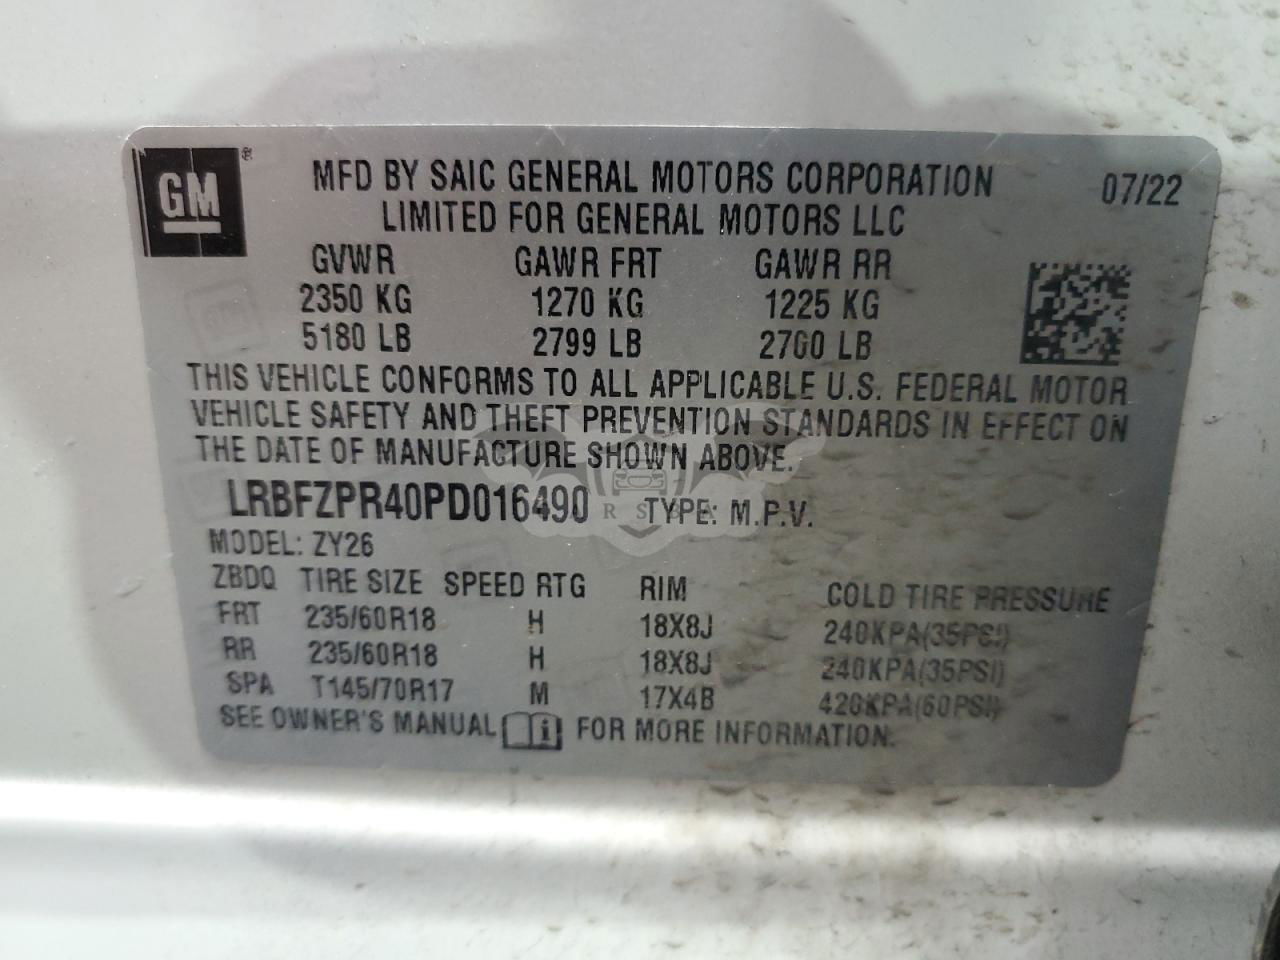 GM ®
MFD BY SAIC GENERAL MOTORS CORPORATION 07/22
LIMITED FOR GENERAL MOTORS LLC
GVWR GAWR FRT GAWR RR
2350 KG 1270 KG 1225 KG
5180 LB 2799 LB 2700 LB
THIS VEHICLE CONFORMS TO ALL APPLICABLE U.S. FEDERAL MOTOR
VEHICLE SAFETY AND THEFT PREVENTION STANDARDS IN EFFECT ON
THE DATE OF MANUFACTURE SHOWN ABOVE.
LRBFZPR40PD016490 TYPE: M.P.V.
MODEL: ZY26
ZBDQ TIRE SIZE SPEED RTG RIM COLD TIRE PRESSURE
FRT 235/60R18 H 18X8J 240KPA(35PSI)
RR 235/60R18 H 18X8J 240KPA(35PSI)
SPA T145/70R17 M 17X4B 420KPA(60PSI)
SEE OWNER'S MANUAL i FOR MORE INFORMATION.